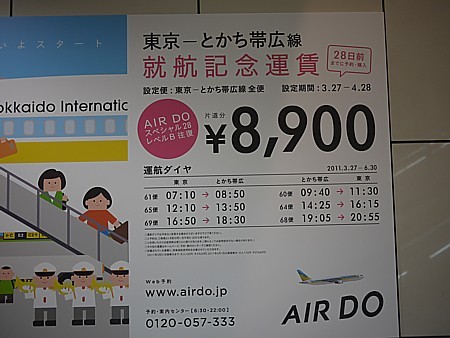 いよスタート
okkaido Internatio
東京－とかち帯広線
就航記念運賃
28日前
までに予約・購入
設定便：東京－とかち帯広線 全便
設定期間：3.27－4.28
AIR DO
スペシャル28
レベルB 往復
片道分
¥8,900
運航ダイヤ
2011.3.27－6.30
東京 とかち帯広
61便 07:10 → 08:50
65便 12:10 → 13:50
69便 16:50 → 18:30
とかち帯広 東京
60便 09:40 → 11:30
64便 14:25 → 16:15
68便 19:05 → 20:55
Web予約
www.airdo.jp
予約・案内センター［6:30-22:00］
0120-057-333
AIR DO